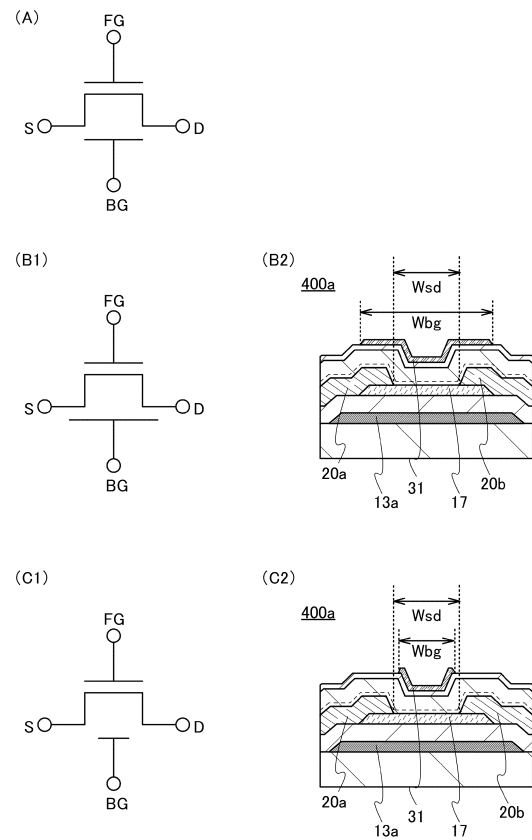 (A)
FG
S
D
BG
(B1)
FG
S
D
BG
(B2)
400a
Wsd
Wbg
20a
13a
31
17
20b
(C1)
FG
S
D
BG
(C2)
400a
Wsd
Wbg
20a
13a
31
17
20b